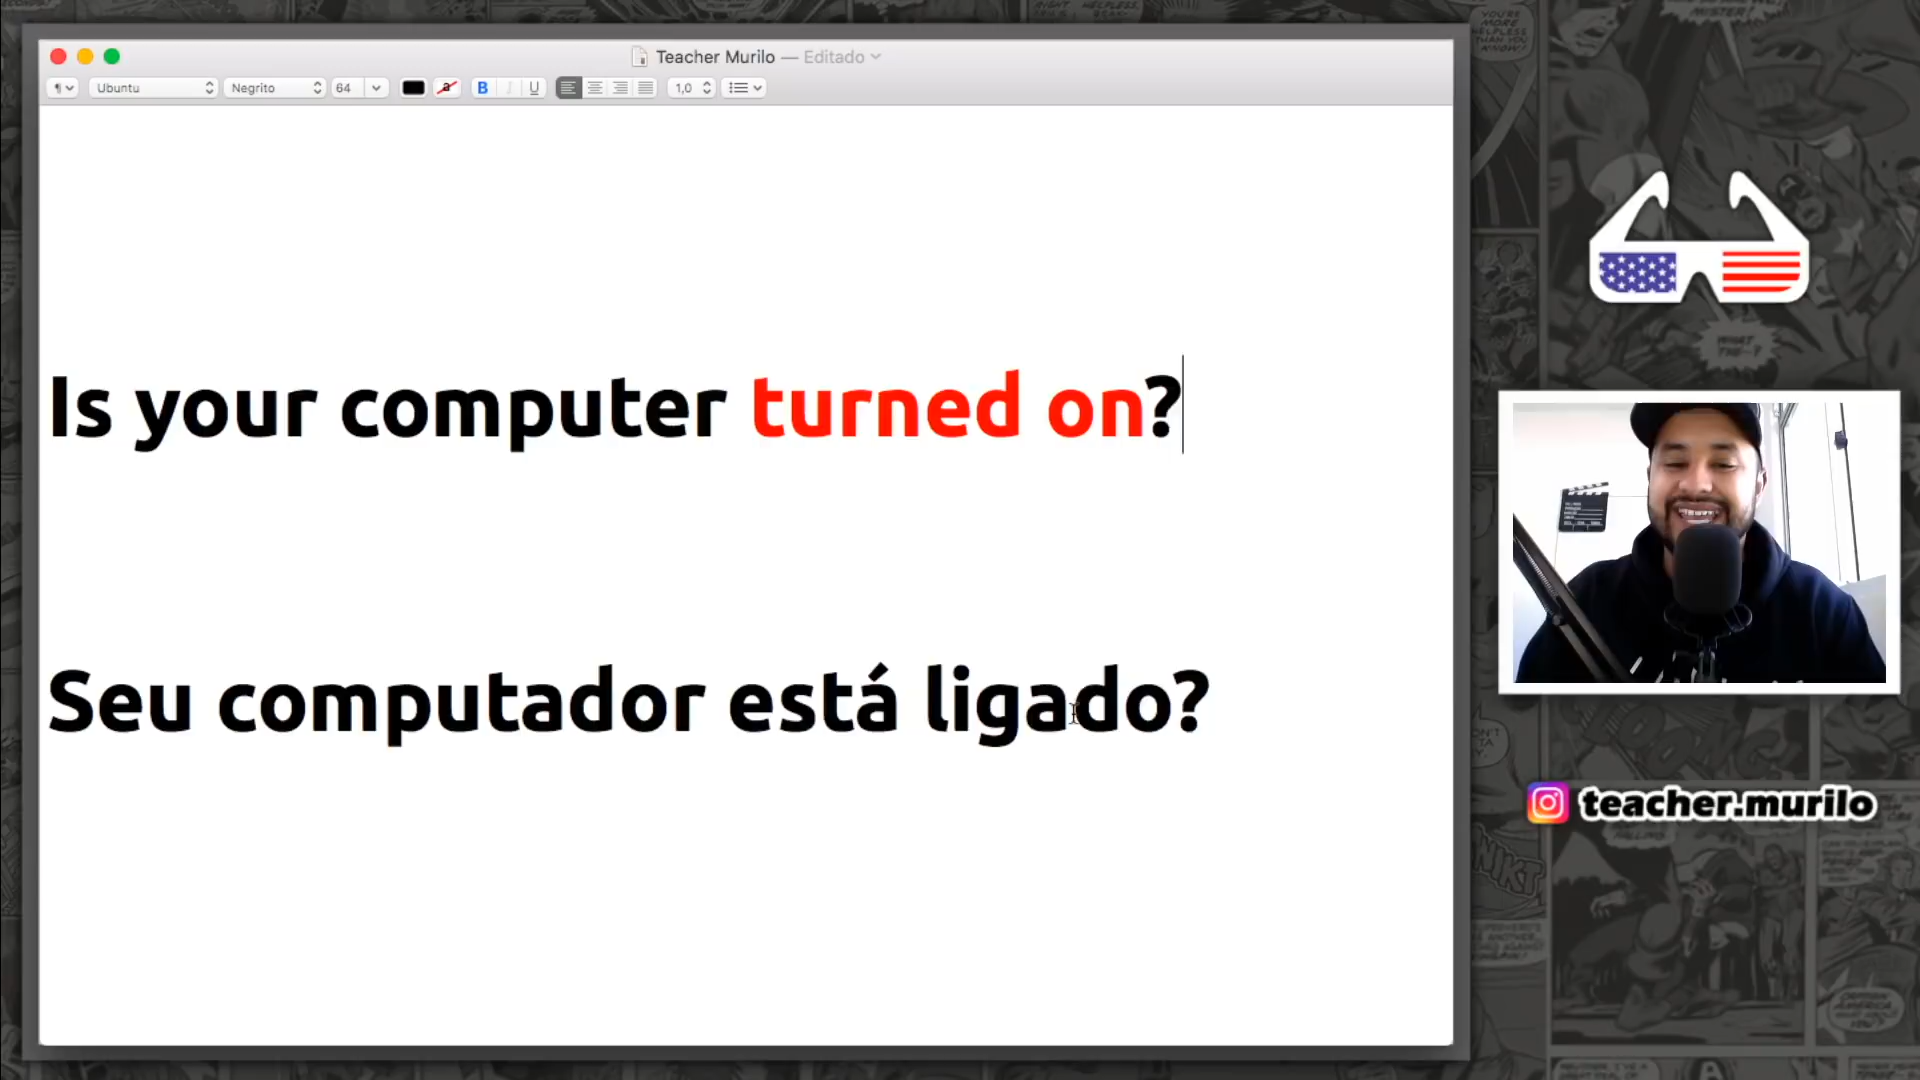 Teacher Murilo — Editado
Ubuntu
Negrito
64
B
U
1,0
Is your computer turned on?
Seu computador está ligado?
teacher.murilo